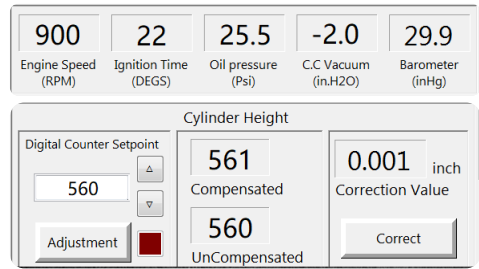 900 22 25.5 -2.0 29.9
Engine Speed Ignition Time Oil pressure C.C Vacuum Barometer
(RPM) (DEGS) (Psi) (in.H2O) (inHg)
Cylinder Height
Digital Counter Setpoint
560
Adjustment
561
Compensated
560
UnCompensated
0.001 inch
Correction Value
Correct